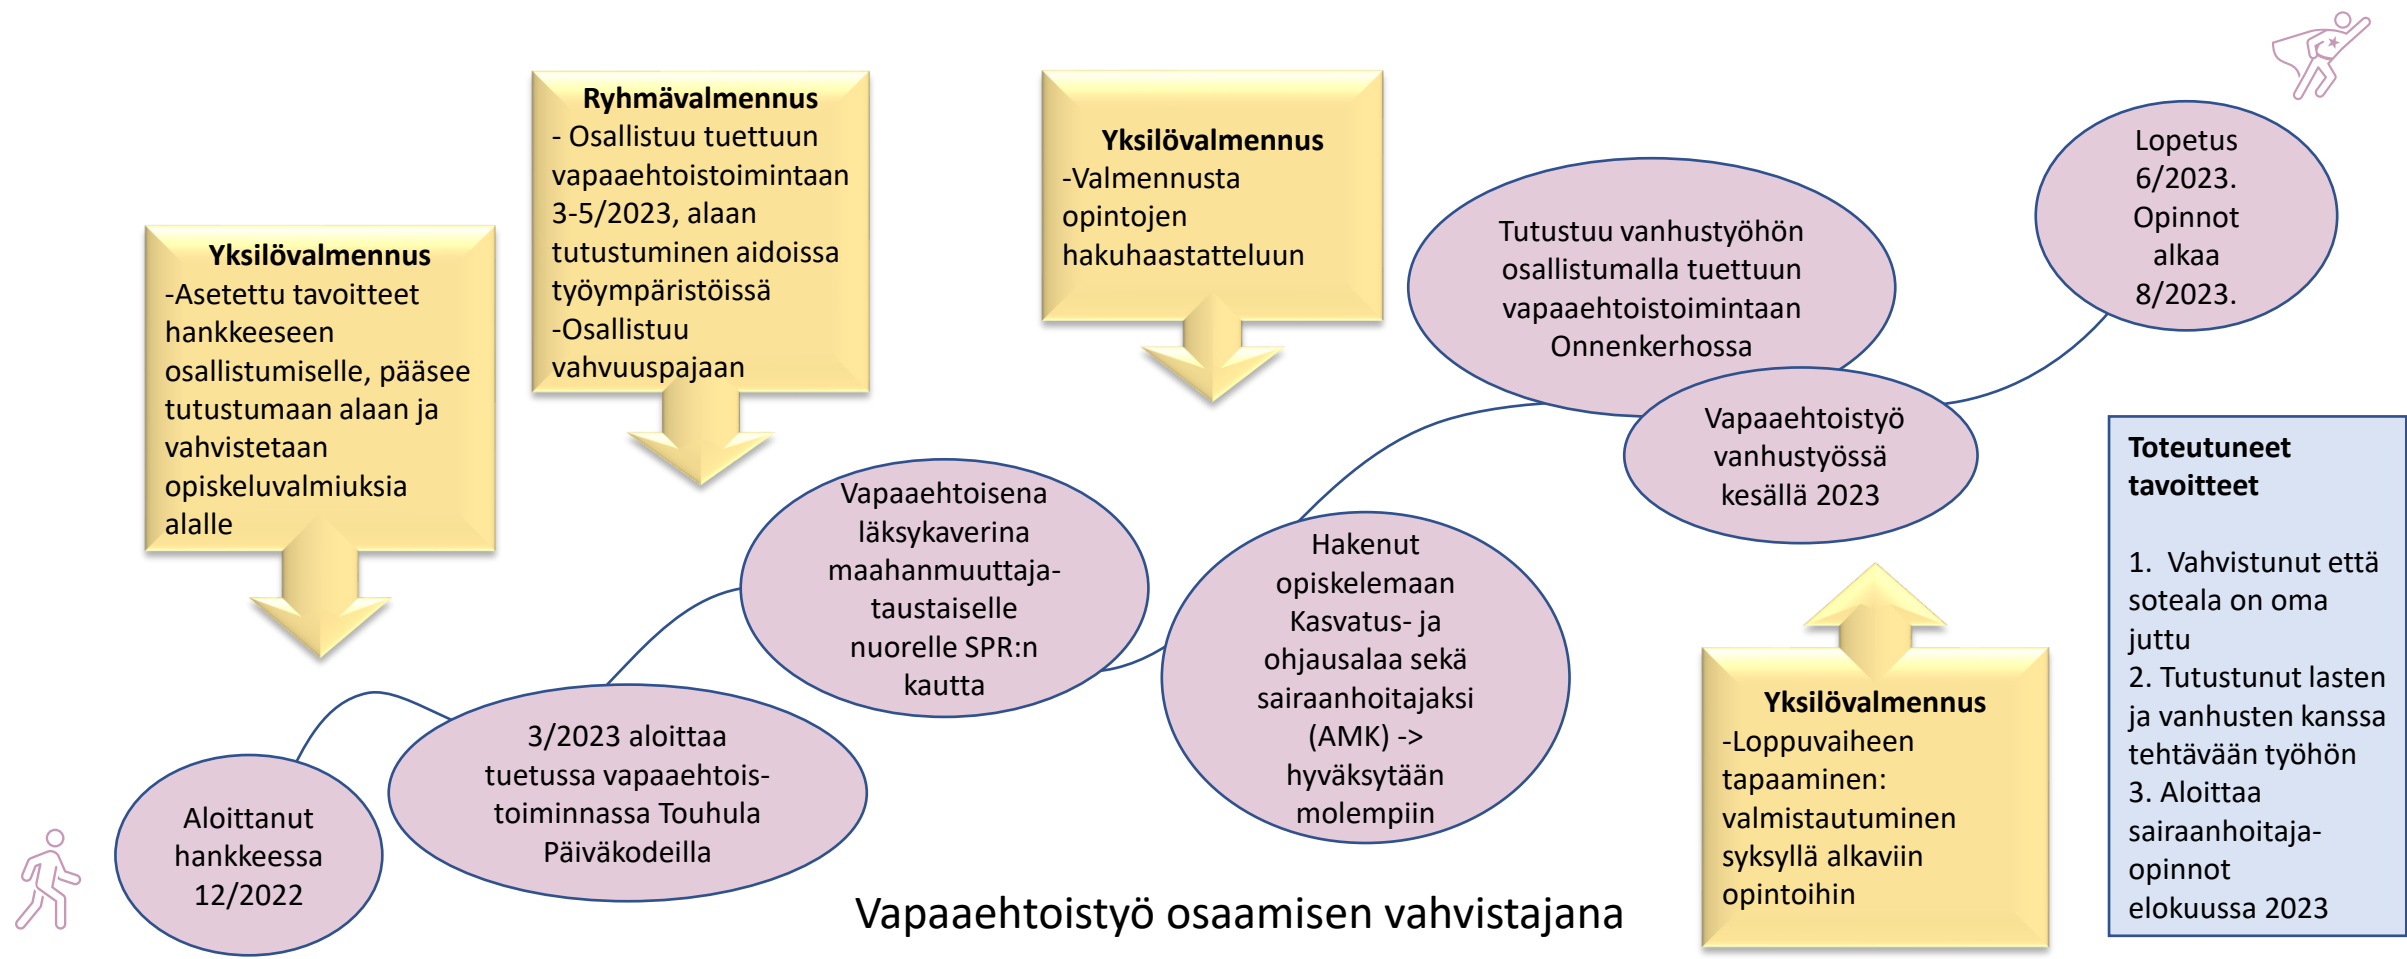 Yksilövalmennus
-Asetettu tavoitteet
hankkeeseen
osallistumiselle, pääsee
tutustumaan alaan ja
vahvistetaan
opiskeluvalmiuksia
alalle
Ryhmävalmennus
- Osallistuu tuettuun
vapaaehtoistoimintaan
3-5/2023, alaan
tutustuminen aidoissa
työympäristöissä
-Osallistuu
vahvuuspajaan
Yksilövalmennus
-Valmennusta
opintojen
hakuhaastatteluun
Aloittanut
hankkeessa
12/2022
3/2023 aloittaa
tuetussa vapaaehtois-
toiminnassa Touhula
Päiväkodeilla
Vapaaehtoisena
läksykaverina
maahanmuuttaja-
taustaiselle
nuorelle SPR:n
kautta
Hakenut
opiskelemaan
Kasvatus- ja
ohjausalaa sekä
sairaanhoitajaksi
(AMK) ->
hyväksytään
molempiin
Tutustuu vanhustyöhön
osallistumalla tuettuun
vapaaehtoistoimintaan
Onnenkerhossa
Vapaaehtoistyö
vanhustyössä
kesällä 2023
Lopetus
6/2023.
Opinnot
alkaa
8/2023.
Yksilövalmennus
-Loppuvaiheen
tapaaminen:
valmistautuminen
syksyllä alkaviin
opintoihin
Toteutuneet
tavoitteet
1. Vahvistunut että
soteala on oma
juttu
2. Tutustunut lasten
ja vanhusten kanssa
tehtävään työhön
3. Aloittaa
sairaanhoitaja-
opinnot
elokuussa 2023
Vapaaehtoistyö osaamisen vahvistajana